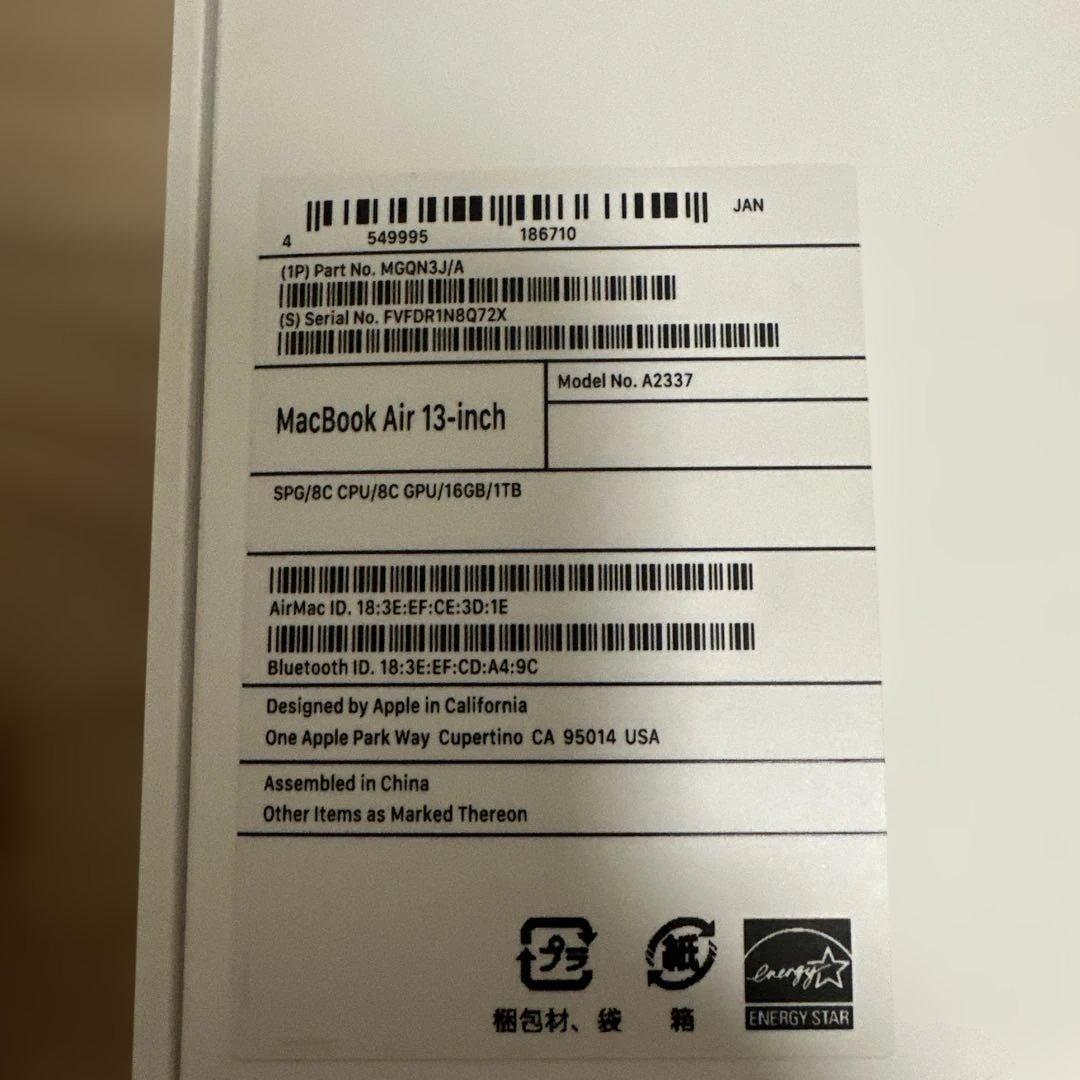 JAN
4 549995 186710
(1P) Part No. MGQN3J/A
(S) Serial No. FVFDR1N8Q72X
Model No. A2337
MacBook Air 13-inch
SPG/8C CPU/8C GPU/16GB/1TB
AirMac ID. 18:3E:EF:CE:3D:1E
Bluetooth ID. 18:3E:EF:CD:A4:9C
Designed by Apple in California
One Apple Park Way Cupertino CA 95014 USA
Assembled in China
Other Items as Marked Thereon
プラ
紙
energy
梱包材、袋
箱
ENERGY STAR